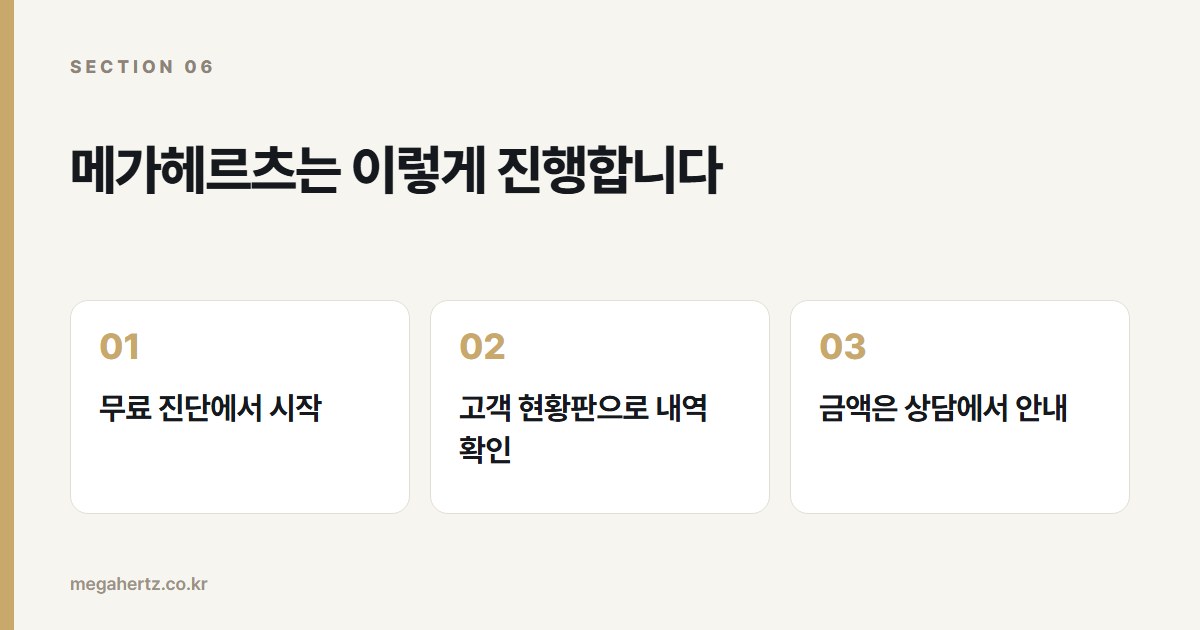 SECTION 06
메가헤르츠는 이렇게 진행합니다
01
무료 진단에서 시작
02
고객 현황판으로 내역
확인
03
금액은 상담에서 안내
megahertz.co.kr